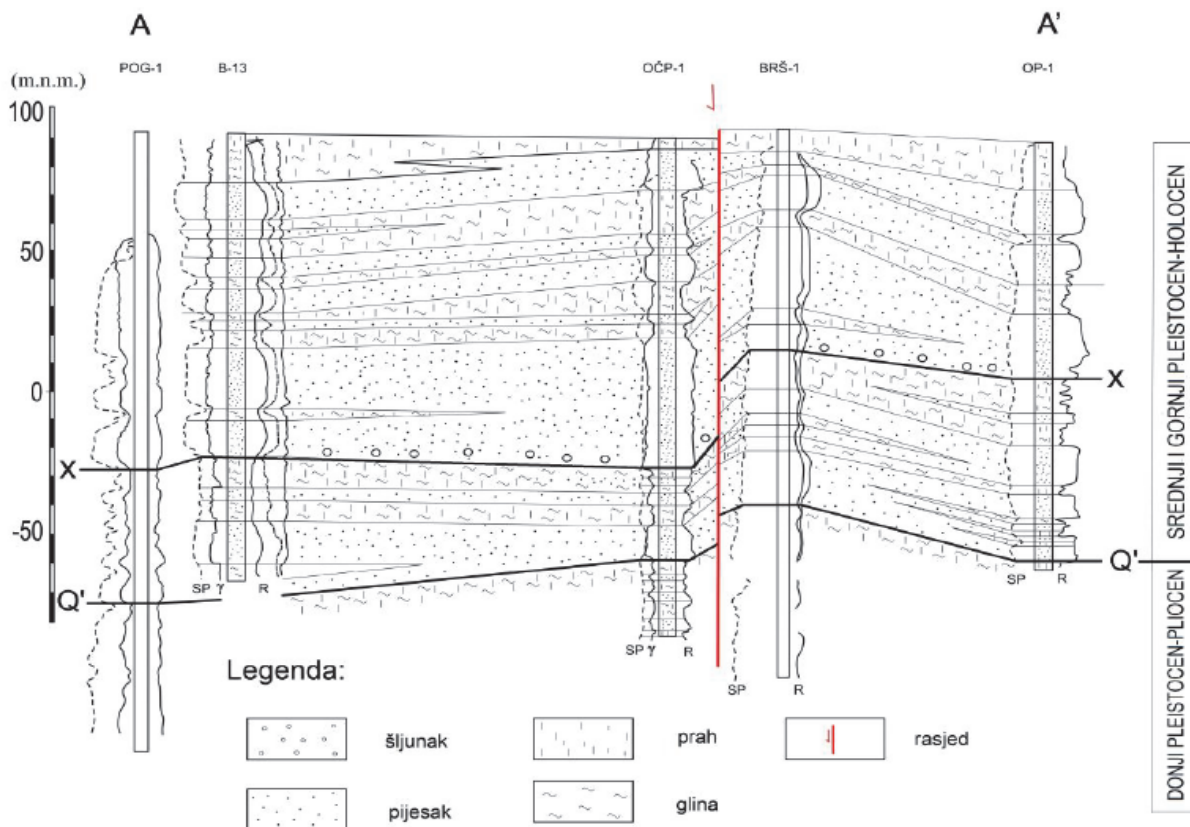 A A’
POG-1 B-13 OČP-1 BRŠ-1 OP-1
(m.n.m.)
100
50
0
-50
X X
Q' Q'
SP γ R
SP γ R
SP R
SP R
SREDNJI I GORNJI PLEISTOCEN-HOLOCEN
DONJI PLEISTOCEN-PLIOCEN
Legenda:
šljunak
prah
rasjed
pijesak
glina